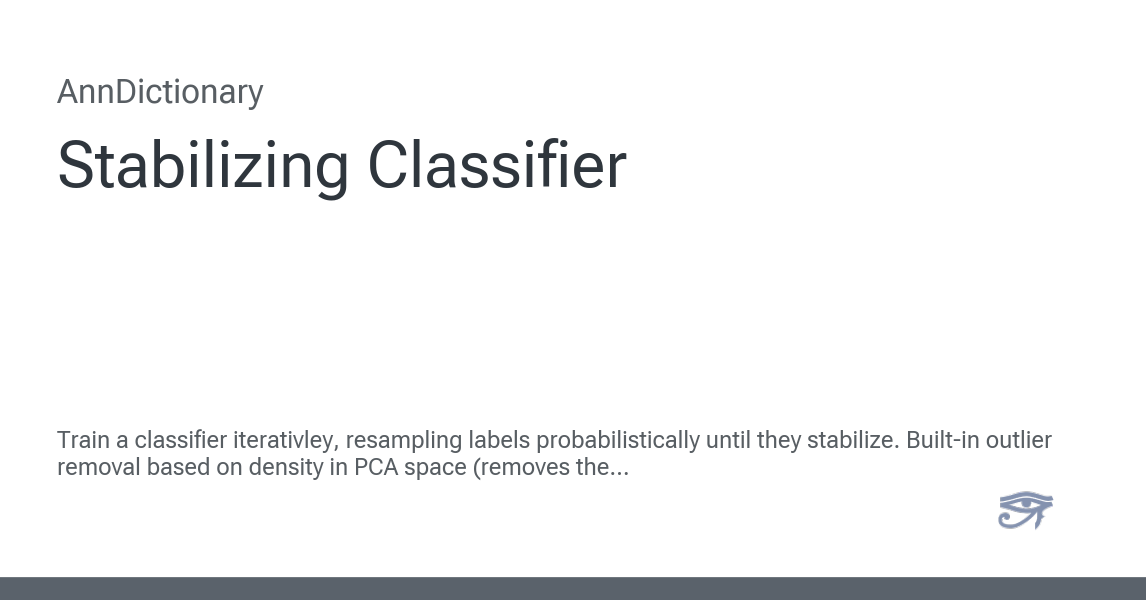 AnnDictionary
Stabilizing Classifier
Train a classifier iterativley, resampling labels probabilistically until they stabilize. Built-in outlier
removal based on density in PCA space (removes the...